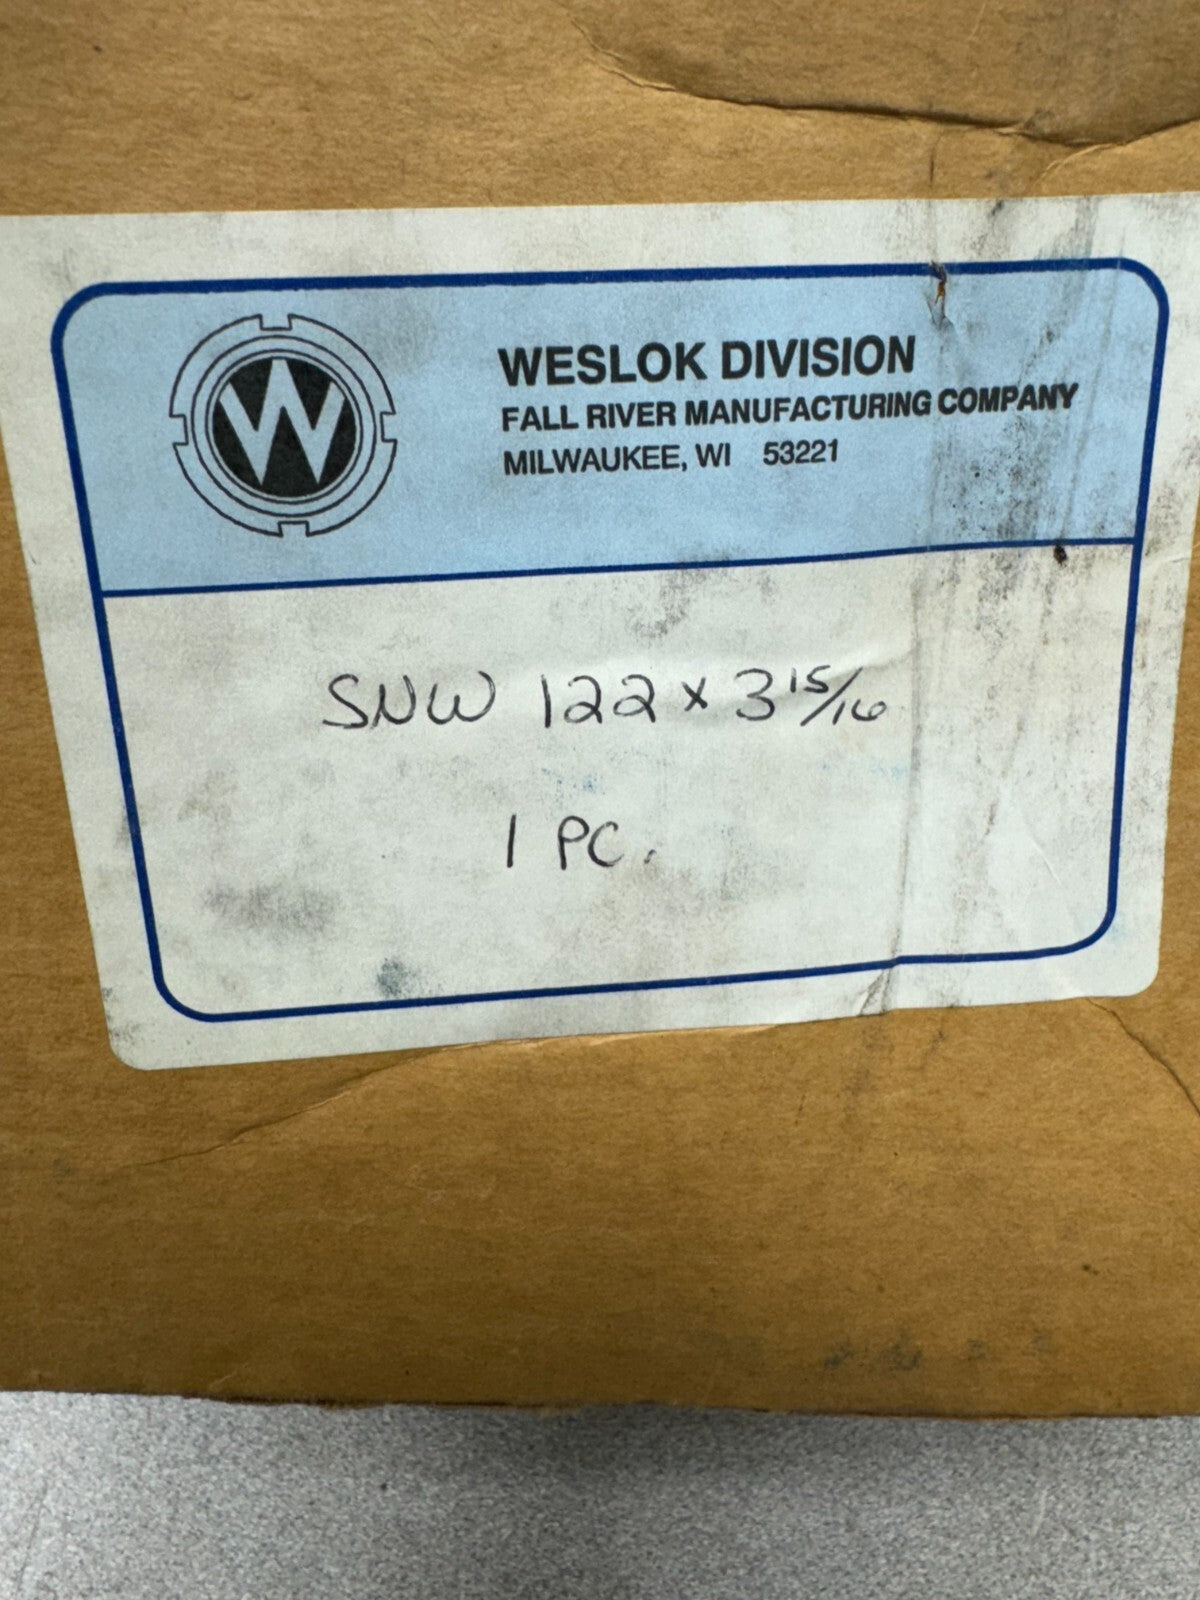 W
WESLOK DIVISION
FALL RIVER MANUFACTURING COMPANY
MILWAUKEE, WI 53221
SNW 122 x 3 15/16
1 PC.